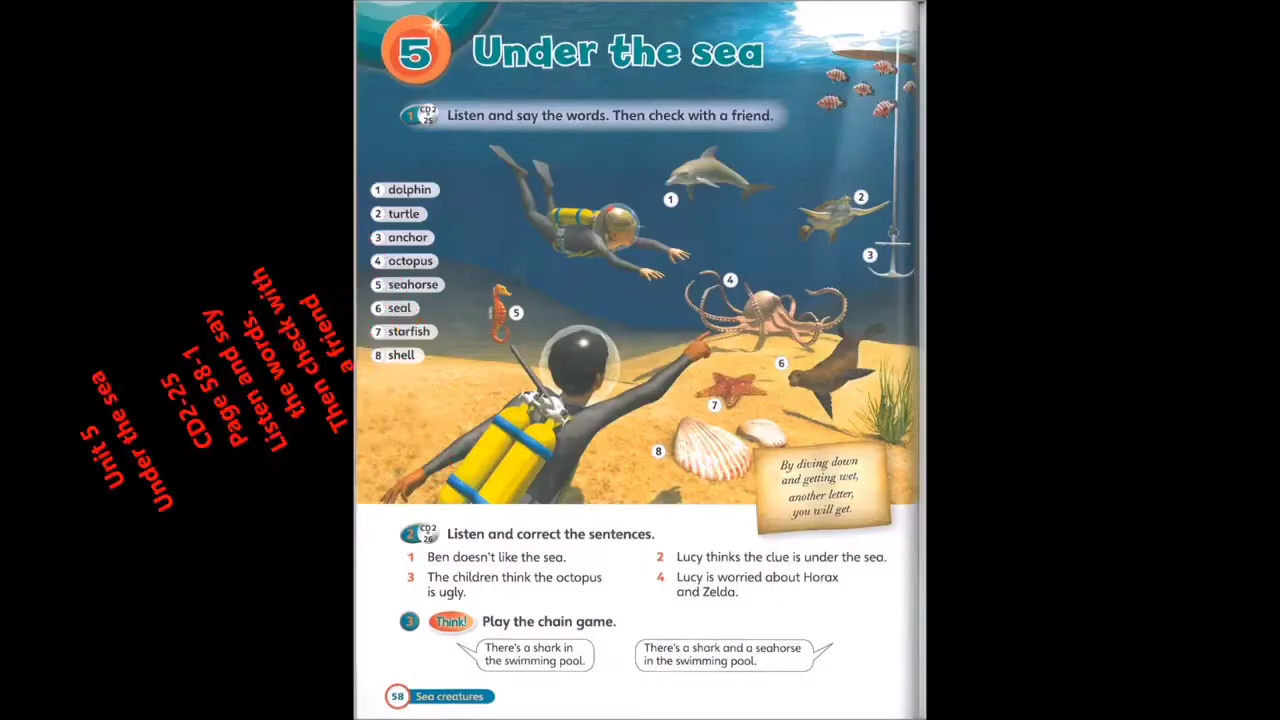 Unit 5
Under the sea
CD2-25
Page 58-1
Listen and say
the words.
Then check with
a friend
5 Under the sea
1 CD2 25 Listen and say the words. Then check with a friend.
1 dolphin
2 turtle
3 anchor
4 octopus
5 seahorse
6 seal
7 starfish
8 shell
1
2
3
4
5
6
7
8
By diving down
and getting wet,
another letter,
you will get.
2 CD2 26 Listen and correct the sentences.
1 Ben doesn't like the sea.
2 Lucy thinks the clue is under the sea.
3 The children think the octopus
is ugly.
4 Lucy is worried about Horax
and Zelda.
3 Think! Play the chain game.
There's a shark in
the swimming pool.
There's a shark and a seahorse
in the swimming pool.
58 Sea creatures